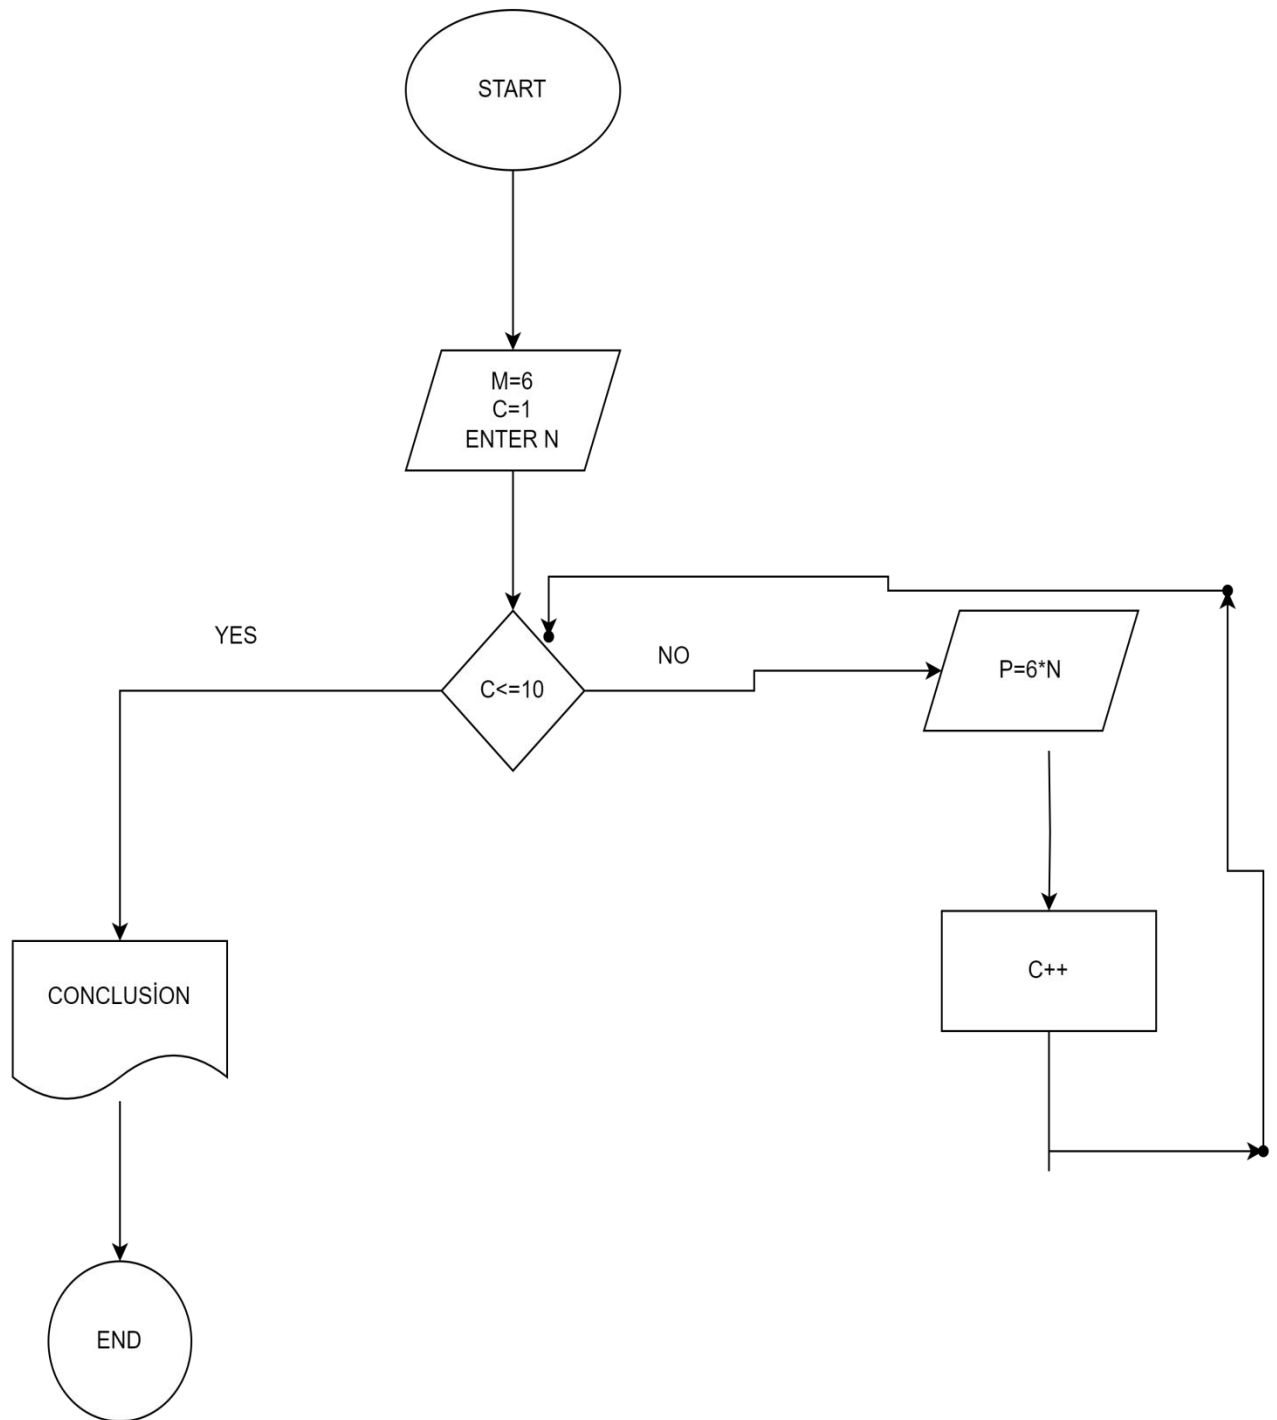 START
M=6
C=1
ENTER N
YES
NO
C<=10
P=6*N
CONCLUSİON
C++
END